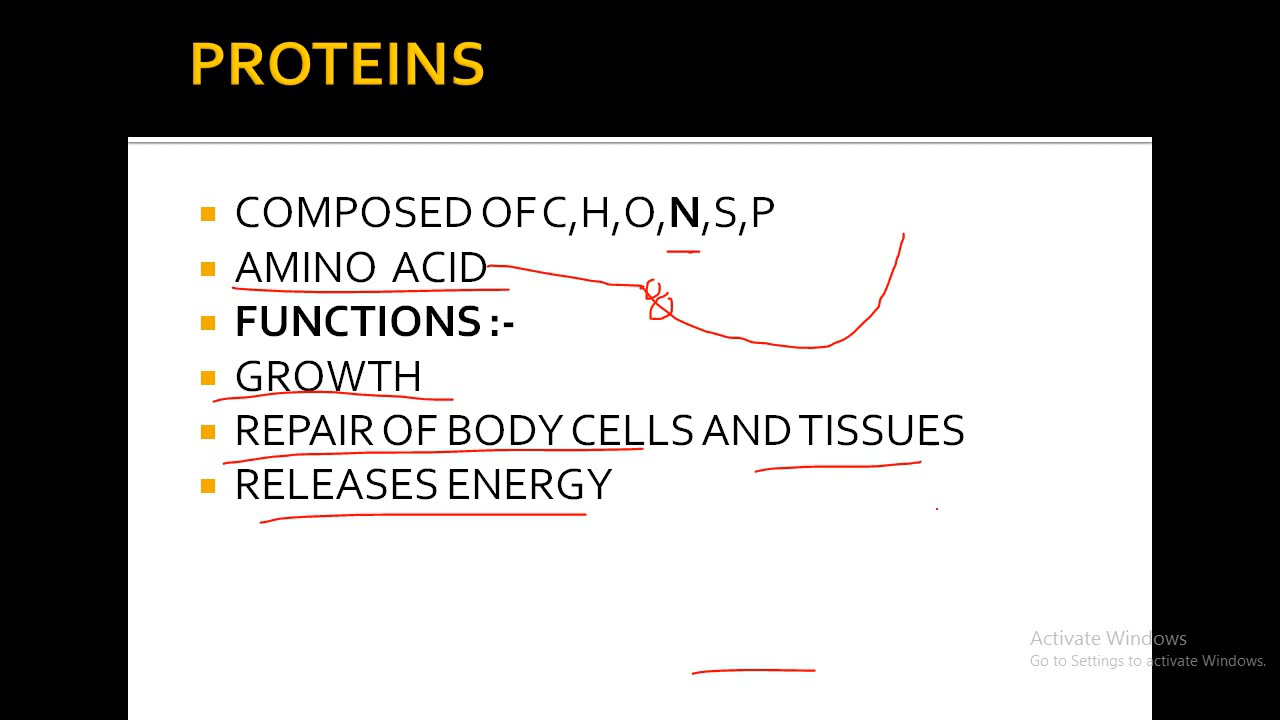 PROTEINS
COMPOSED OF C,H,O,N,S,P
AMINO ACID
FUNCTIONS :-
GROWTH
REPAIR OF BODY CELLS AND TISSUES
RELEASES ENERGY
Activate Windows
Go to Settings to activate Windows.